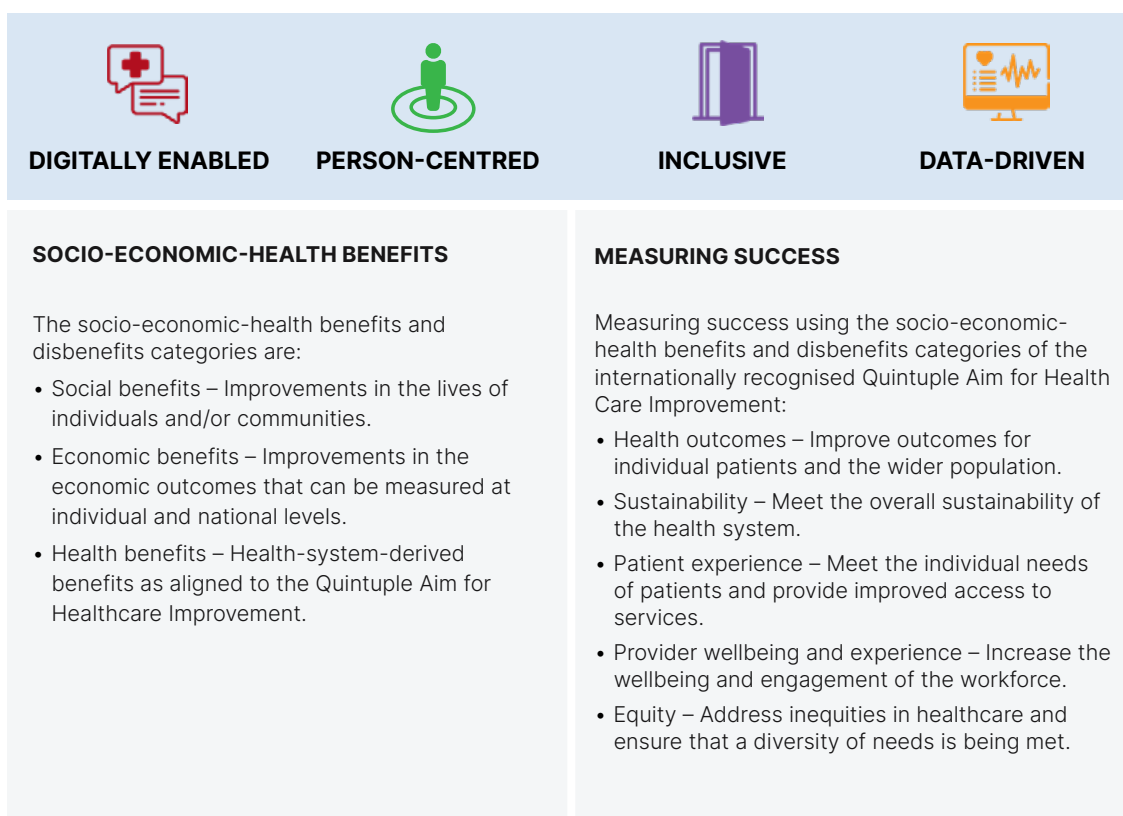 DIGITALLY ENABLED
PERSON-CENTRED
INCLUSIVE
DATA-DRIVEN
SOCIO-ECONOMIC-HEALTH BENEFITS
The socio-economic-health benefits and
disbenefits categories are:
• Social benefits – Improvements in the lives of
individuals and/or communities.
• Economic benefits – Improvements in the
economic outcomes that can be measured at
individual and national levels.
• Health benefits – Health-system-derived
benefits as aligned to the Quintuple Aim for
Healthcare Improvement.
MEASURING SUCCESS
Measuring success using the socio-economic-
health benefits and disbenefits categories of the
internationally recognised Quintuple Aim for Health
Care Improvement:
• Health outcomes – Improve outcomes for
individual patients and the wider population.
• Sustainability – Meet the overall sustainability of
the health system.
• Patient experience – Meet the individual needs
of patients and provide improved access to
services.
• Provider wellbeing and experience – Increase the
wellbeing and engagement of the workforce.
• Equity – Address inequities in healthcare and
ensure that a diversity of needs is being met.